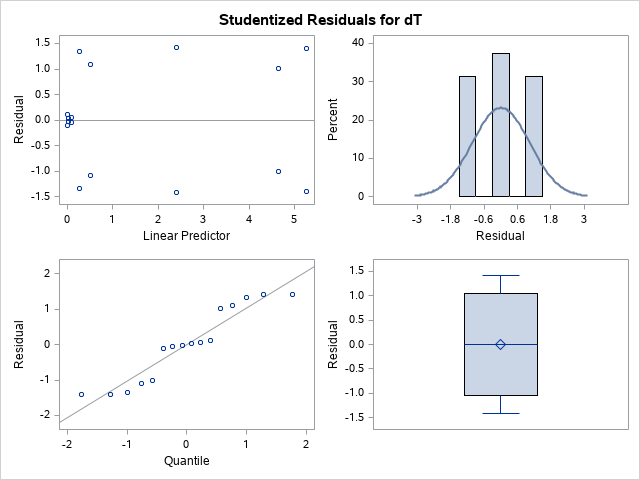 Studentized Residuals for dT
1.5
1.0
0.5
0.0
-0.5
-1.0
-1.5
Residual
0 1 2 3 4 5
Linear Predictor
40
30
20
10
0
Percent
-3 -1.8 -0.6 0.6 1.8 3
Residual
2
1
0
-1
-2
Residual
-2 -1 0 1 2
Quantile
1.5
1.0
0.5
0.0
-0.5
-1.0
-1.5
Residual